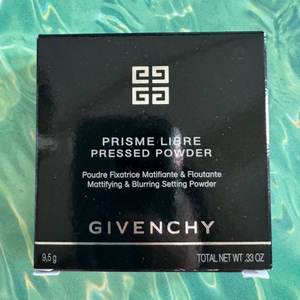 PRISME LIBRE
PRESSED POWDER
Poudre Fixatrice Matifiante & Floutante
Mattifying & Blurring Setting Powder
GIVENCHY
9,5 g TOTAL NET WT .33 OZ